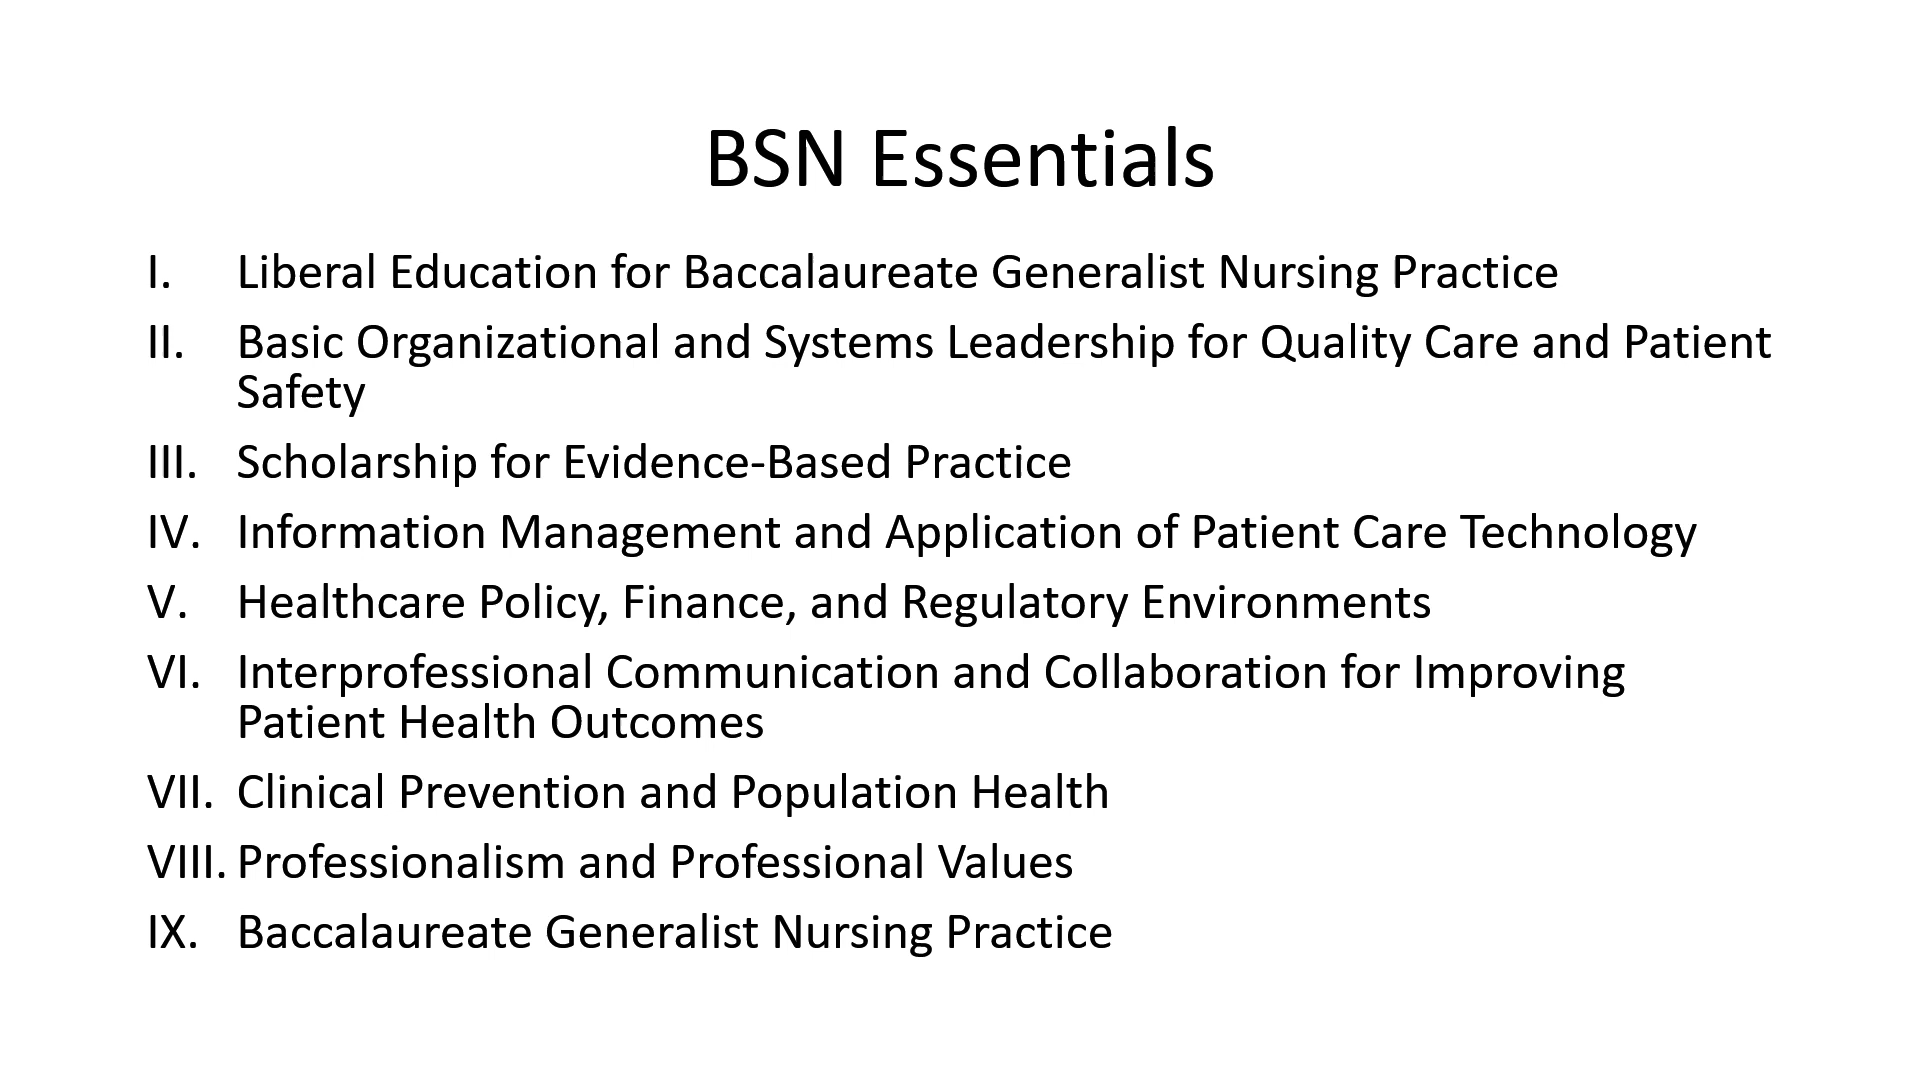 BSN Essentials
I. Liberal Education for Baccalaureate Generalist Nursing Practice
II. Basic Organizational and Systems Leadership for Quality Care and Patient
Safety
III. Scholarship for Evidence-Based Practice
IV. Information Management and Application of Patient Care Technology
V. Healthcare Policy, Finance, and Regulatory Environments
VI. Interprofessional Communication and Collaboration for Improving
Patient Health Outcomes
VII. Clinical Prevention and Population Health
VIII. Professionalism and Professional Values
IX. Baccalaureate Generalist Nursing Practice